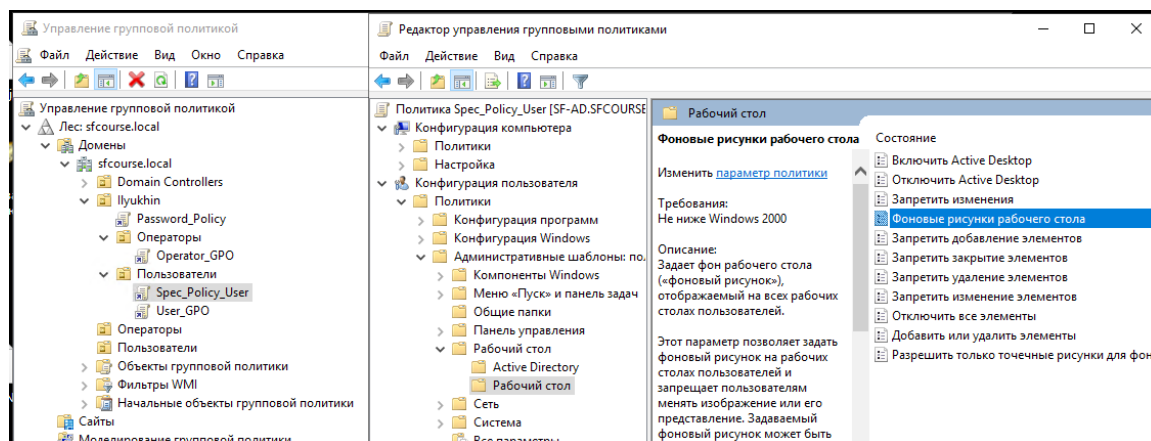 Управление групповой политикой
Файл Действие Вид Окно Справка
Управление групповой политикой
Лес: sfcourse.local
Домены
sfcourse.local
Domain Controllers
Ilyukhin
Password_Policy
Операторы
Operator_GPO
Пользователи
Spec_Policy_User
User_GPO
Операторы
Пользователи
Объекты групповой политики
Фильтры WMI
Начальные объекты групповой политики
Сайты
Моделирование групповой политики
Редактор управления групповыми политиками
Файл Действие Вид Справка
Политика Spec_Policy_User [SF-AD.SFCOURSE
Конфигурация компьютера
Политики
Настройка
Конфигурация пользователя
Политики
Конфигурация программ
Конфигурация Windows
Административные шаблоны: по.
Компоненты Windows
Меню «Пуск» и панель задач
Общие папки
Панель управления
Рабочий стол
Active Directory
Рабочий стол
Сеть
Система
Все параметры
Рабочий стол
Фоновые рисунки рабочего стола
Изменить параметр политики
Требования:
Не ниже Windows 2000
Описание:
Задает фон рабочего стола
(«фоновый рисунок»),
отображаемый на всех рабочих
столах пользователей.
Этот параметр позволяет задать
фоновый рисунок на рабочих
столах пользователей и
запрещает пользователям
менять изображение или его
представление. Задаваемый
фоновый рисунок может быть
Состояние
Включить Active Desktop
Отключить Active Desktop
Запретить изменения
Фоновые рисунки рабочего стола
Запретить добавление элементов
Запретить закрытие элементов
Запретить удаление элементов
Запретить изменение элементов
Отключить все элементы
Добавить или удалить элементы
Разрешить только точечные рисунки для фон